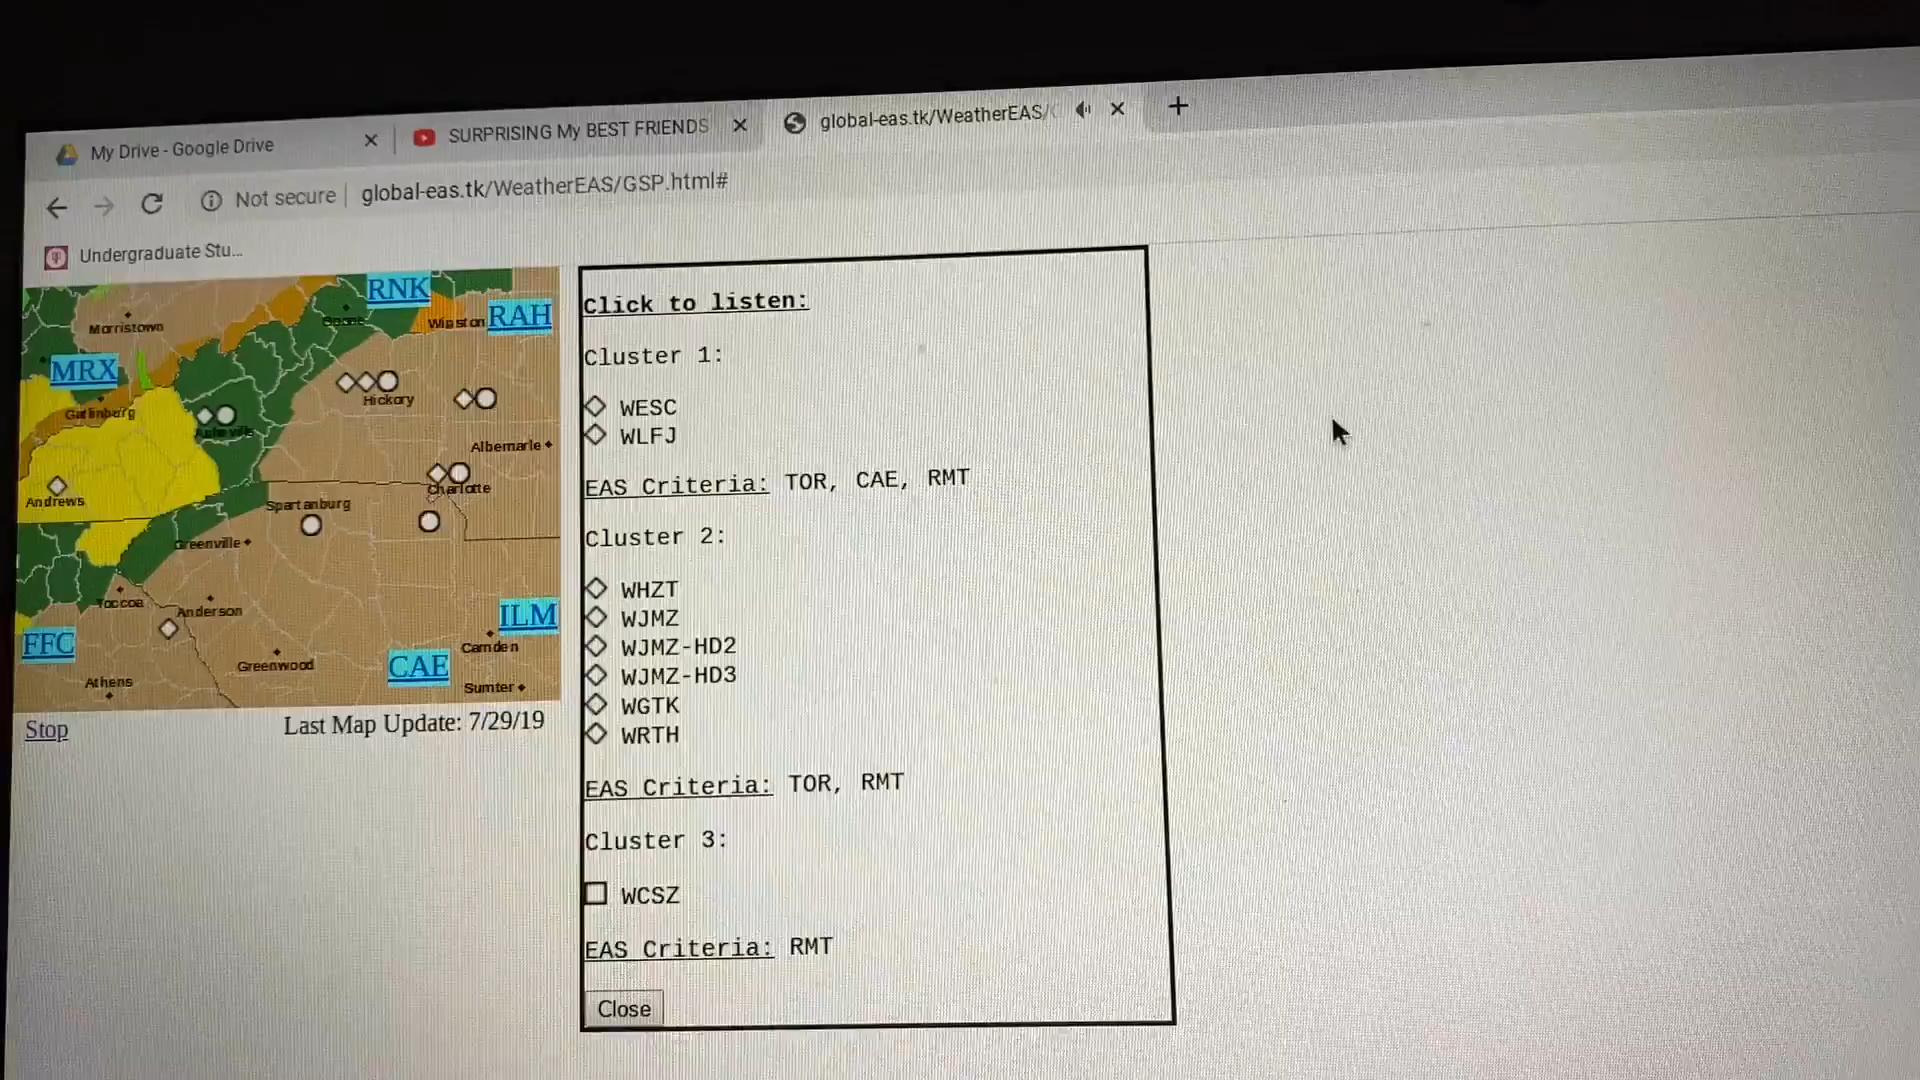 My Drive - Google Drive
SURPRISING My BEST FRIENDS
global-eas.tk/WeatherEAS/
Not secure
global-eas.tk/WeatherEAS/GSP.html#
Undergraduate Stu...
RNK
RAH
MRX
Morristown
Boone
Winston
Gatlinburg
Hickory
Asheville
Albemarle
Andrews
Charlotte
Spartanburg
Greenville
Toccoa
Anderson
ILM
FFC
Camden
Greenwood
CAE
Athens
Sumter
Stop
Last Map Update: 7/29/19
Click to listen:
Cluster 1:
WESC
WLFJ
EAS Criteria: TOR, CAE, RMT
Cluster 2:
WHZT
WJMZ
WJMZ-HD2
WJMZ-HD3
WGTK
WRTH
EAS Criteria: TOR, RMT
Cluster 3:
WCSZ
EAS Criteria: RMT
Close